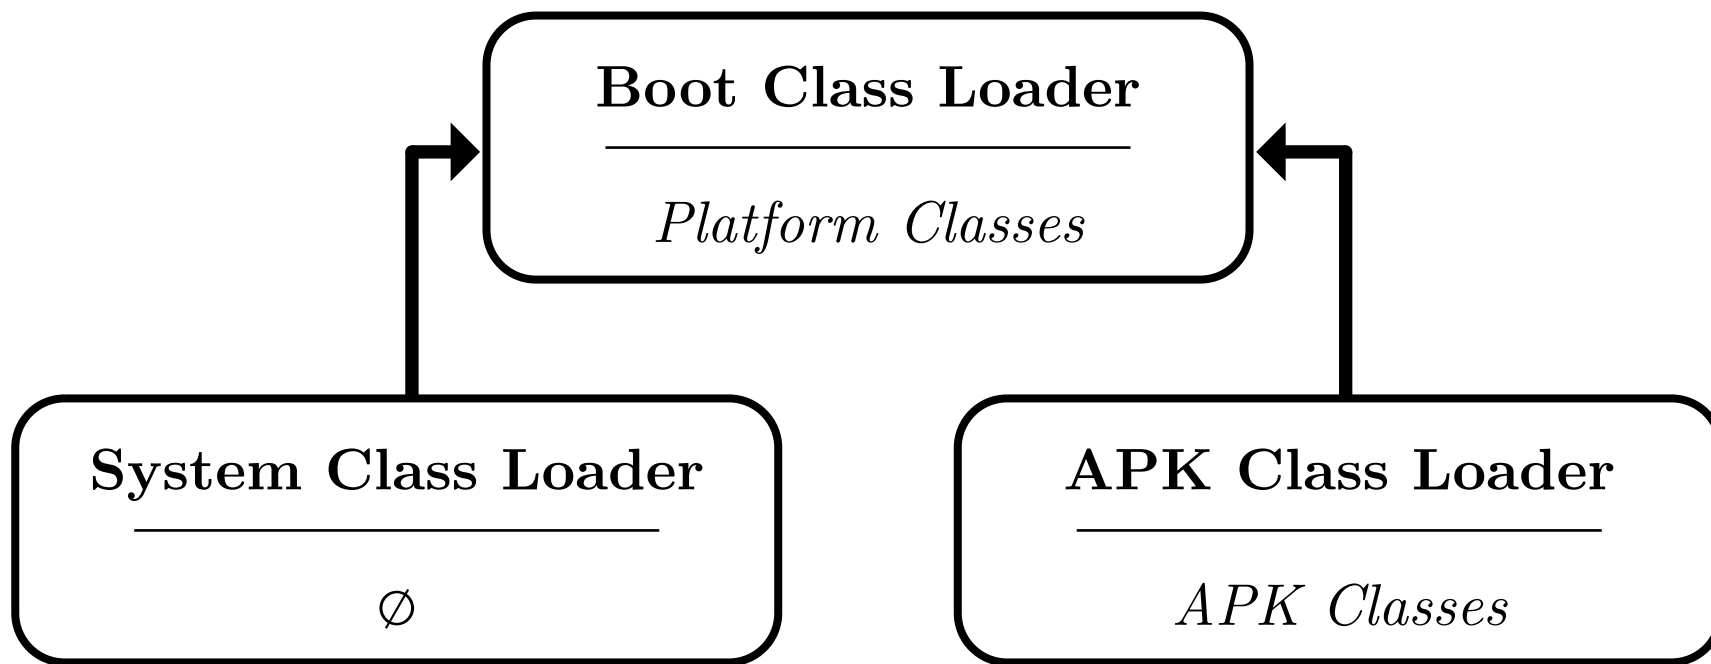 Boot Class Loader
Platform Classes
System Class Loader
∅
APK Class Loader
APK Classes